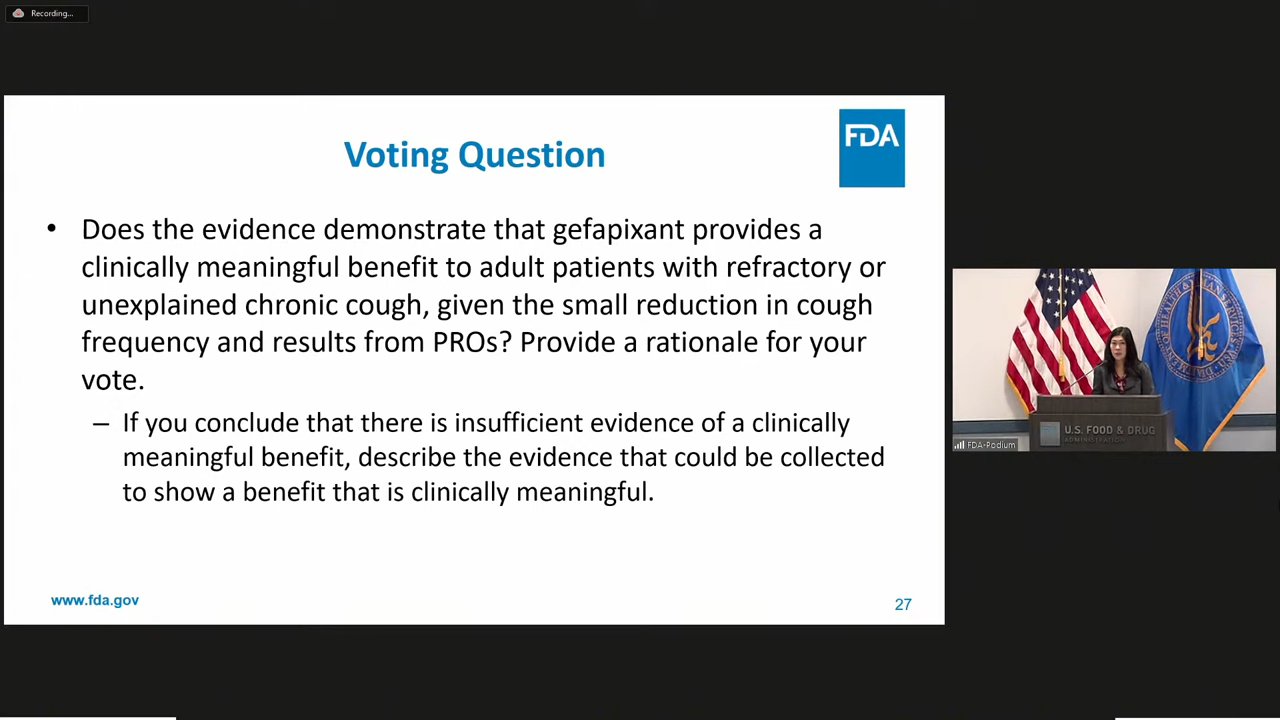 Recording...
Voting Question
FDA
• Does the evidence demonstrate that gefapixant provides a
clinically meaningful benefit to adult patients with refractory or
unexplained chronic cough, given the small reduction in cough
frequency and results from PROs? Provide a rationale for your
vote.
– If you conclude that there is insufficient evidence of a clinically
meaningful benefit, describe the evidence that could be collected
to show a benefit that is clinically meaningful.
www.fda.gov
27
U.S. FOOD & DRUG
ADMINISTRATION
FDA-Podium